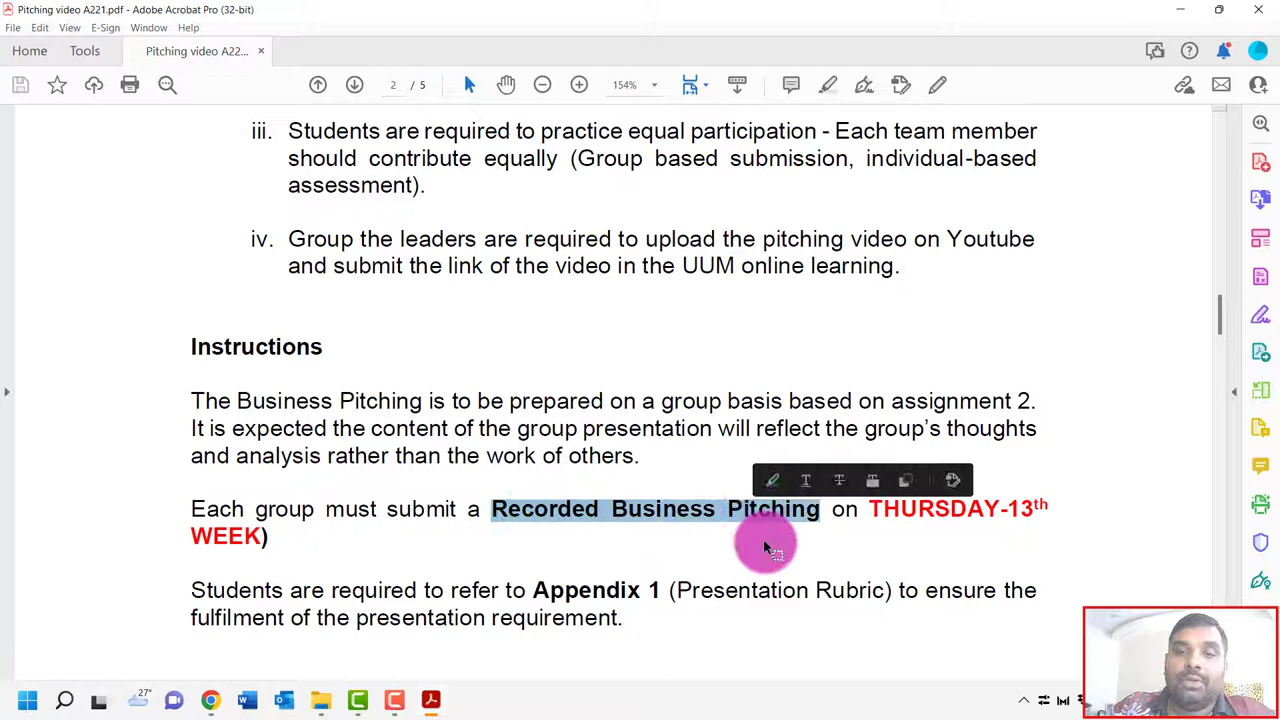 Pitching video A221.pdf - Adobe Acrobat Pro (32-bit)
File Edit View E-Sign Window Help
Home Tools Pitching video A22... ×
2 / 5 154%
iii. Students are required to practice equal participation - Each team member
should contribute equally (Group based submission, individual-based
assessment).
iv. Group the leaders are required to upload the pitching video on Youtube
and submit the link of the video in the UUM online learning.
Instructions
The Business Pitching is to be prepared on a group basis based on assignment 2.
It is expected the content of the group presentation will reflect the group's thoughts
and analysis rather than the work of others.
Each group must submit a Recorded Business Pitching on THURSDAY-13th
WEEK)
Students are required to refer to Appendix 1 (Presentation Rubric) to ensure the
fulfilment of the presentation requirement.
27°